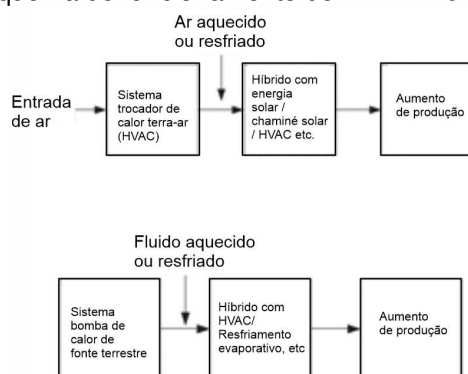 Ar aquecido
ou resfriado
Entrada
de ar
Sistema
trocador de
calor terra-ar
(HVAC)
Híbrido com
energia
solar /
chaminé solar
/ HVAC etc.
Aumento
de produção
Fluido aquecido
ou resfriado
Sistema
bomba de
calor de
fonte terrestre
Híbrido com
HVAC/
Resfriamento
evaporativo, etc
Aumento
de produção